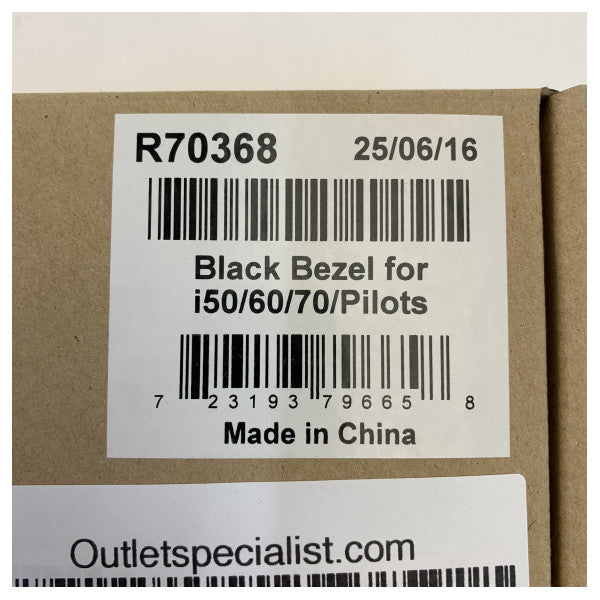 R70368 25/06/16
Black Bezel for
i50/60/70/Pilots
7 23193 79665 8
Made in China
Outletspecialist.com